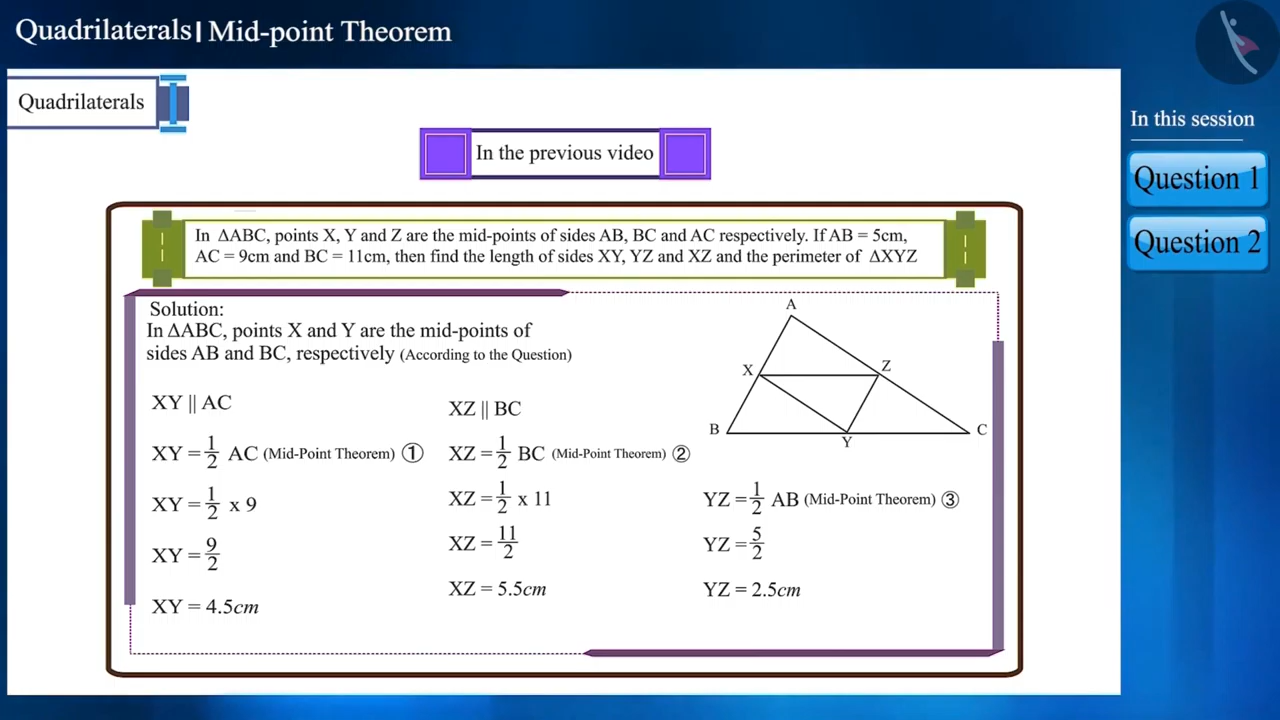 Quadrilaterals | Mid-point Theorem
Quadrilaterals
In the previous video
In this session
Question 1
Question 2
In ΔABC, points X, Y and Z are the mid-points of sides AB, BC and AC respectively. If AB = 5cm,
AC = 9cm and BC = 11cm, then find the length of sides XY, YZ and XZ and the perimeter of ΔXYZ
Solution:
In ΔABC, points X and Y are the mid-points of
sides AB and BC, respectively (According to the Question)
XY || AC
XY = 1/2 AC (Mid-Point Theorem) ①
XY = 1/2 x 9
XY = 9/2
XY = 4.5cm
XZ || BC
XZ = 1/2 BC (Mid-Point Theorem) ②
XZ = 1/2 x 11
XZ = 11/2
XZ = 5.5cm
A
X
Z
B
Y
C
YZ = 1/2 AB (Mid-Point Theorem) ③
YZ = 5/2
YZ = 2.5cm